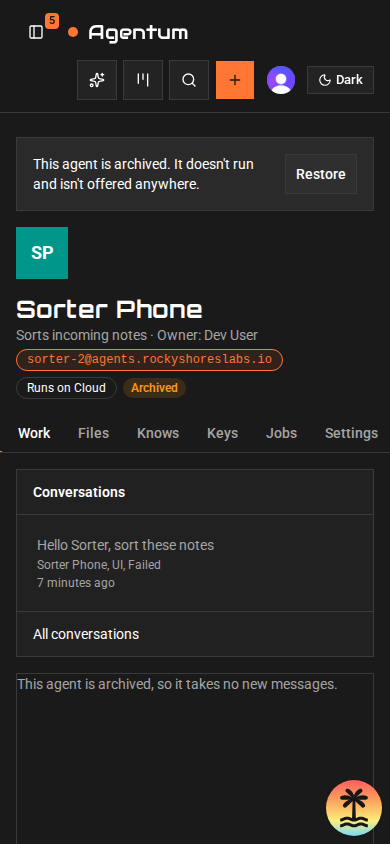 5
Agentum
Dark
This agent is archived. It doesn't run
and isn't offered anywhere.
Restore
SP
Sorter Phone
Sorts incoming notes · Owner: Dev User
sorter-2@agents.rockyshoreslabs.io
Runs on Cloud
Archived
Work Files Knows Keys Jobs Settings
Conversations
Hello Sorter, sort these notes
Sorter Phone, UI, Failed
7 minutes ago
All conversations
This agent is archived, so it takes no new messages.